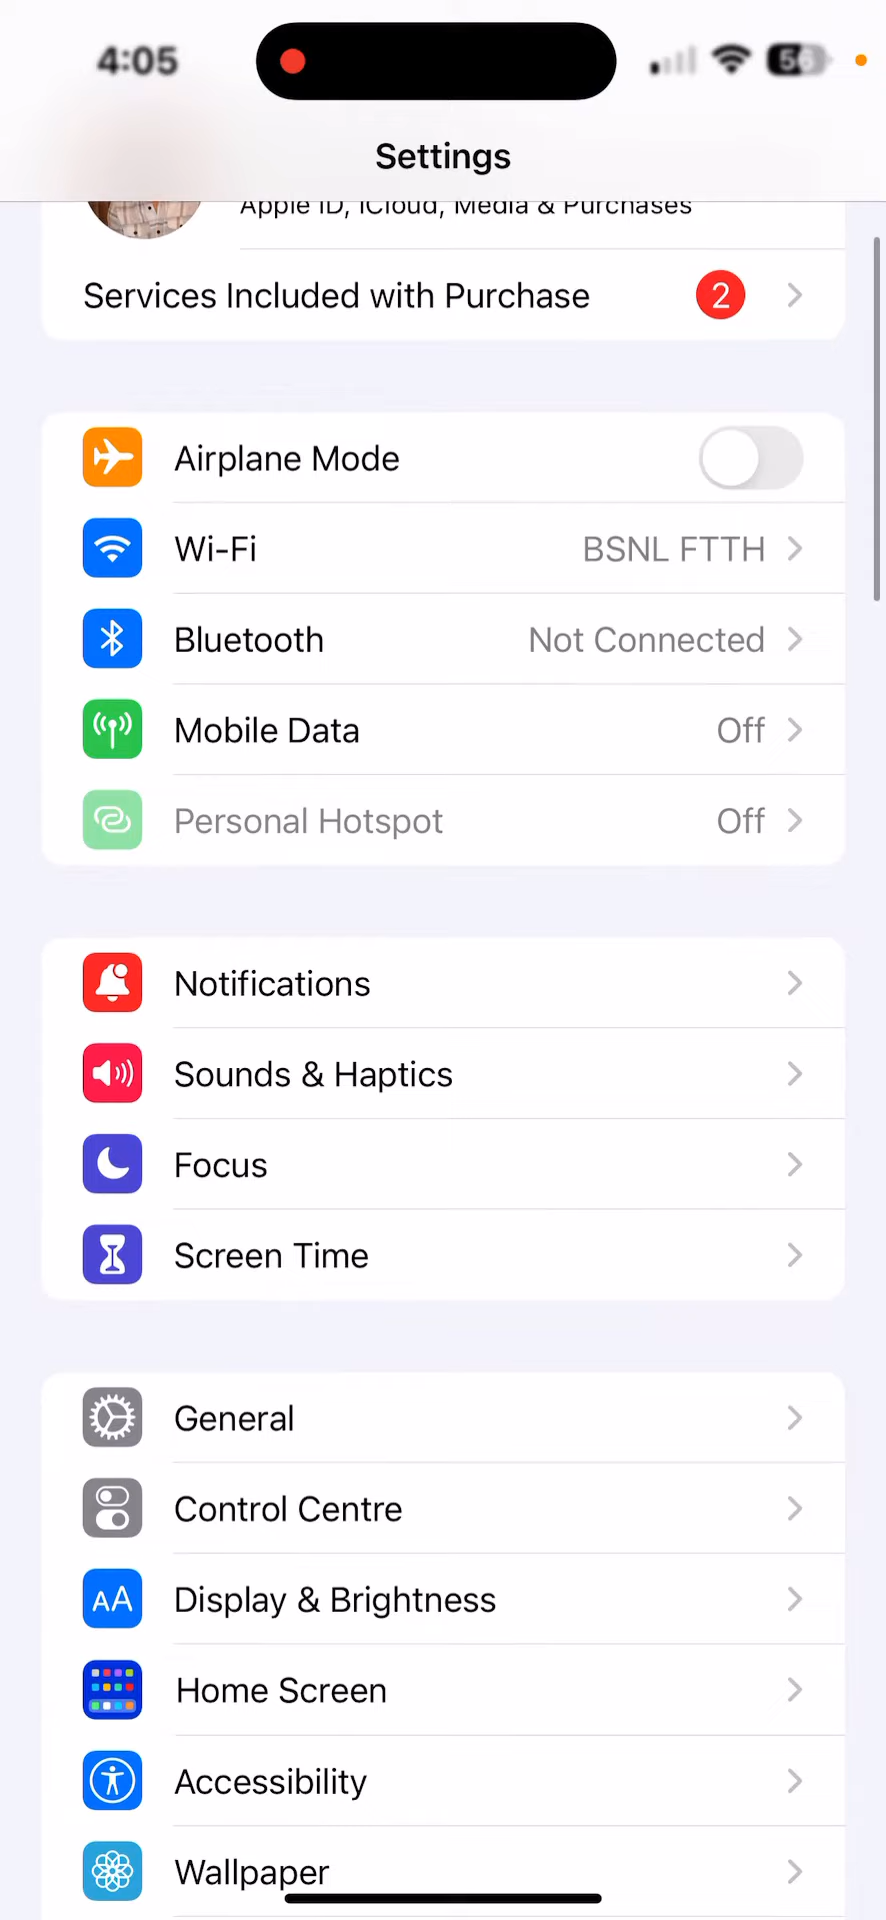 4:05
56
Settings
Apple ID, iCloud, Media & Purchases
Services Included with Purchase 2
Airplane Mode
Wi-Fi BSNL FTTH
Bluetooth Not Connected
Mobile Data Off
Personal Hotspot Off
Notifications
Sounds & Haptics
Focus
Screen Time
General
Control Centre
AA Display & Brightness
Home Screen
Accessibility
Wallpaper